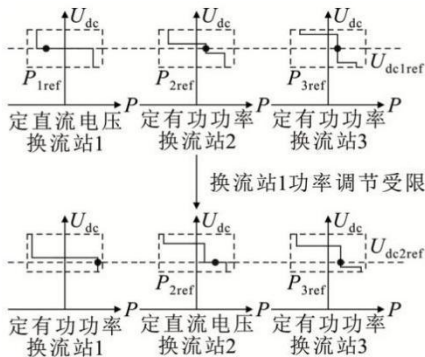 U_dc U_dc U_dc
P_1ref P_2ref P_3ref U_dc1ref
P P P
定直流电压 定有功功率 定有功功率
换流站1 换流站2 换流站3
换流站1功率调节受限
U_dc U_dc U_dc
U_dc2ref
P_2ref P_3ref
P P P
定有功功率 定直流电压 定有功功率
换流站1 换流站2 换流站3